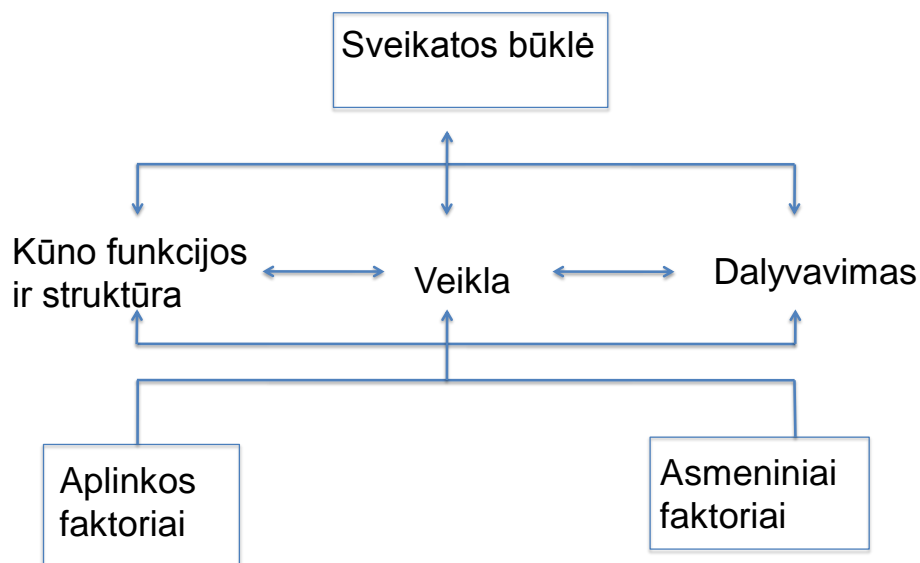 Sveikatos būklė
Kūno funkcijos
ir struktūra
Veikla
Dalyvavimas
Aplinkos
faktoriai
Asmeniniai
faktoriai